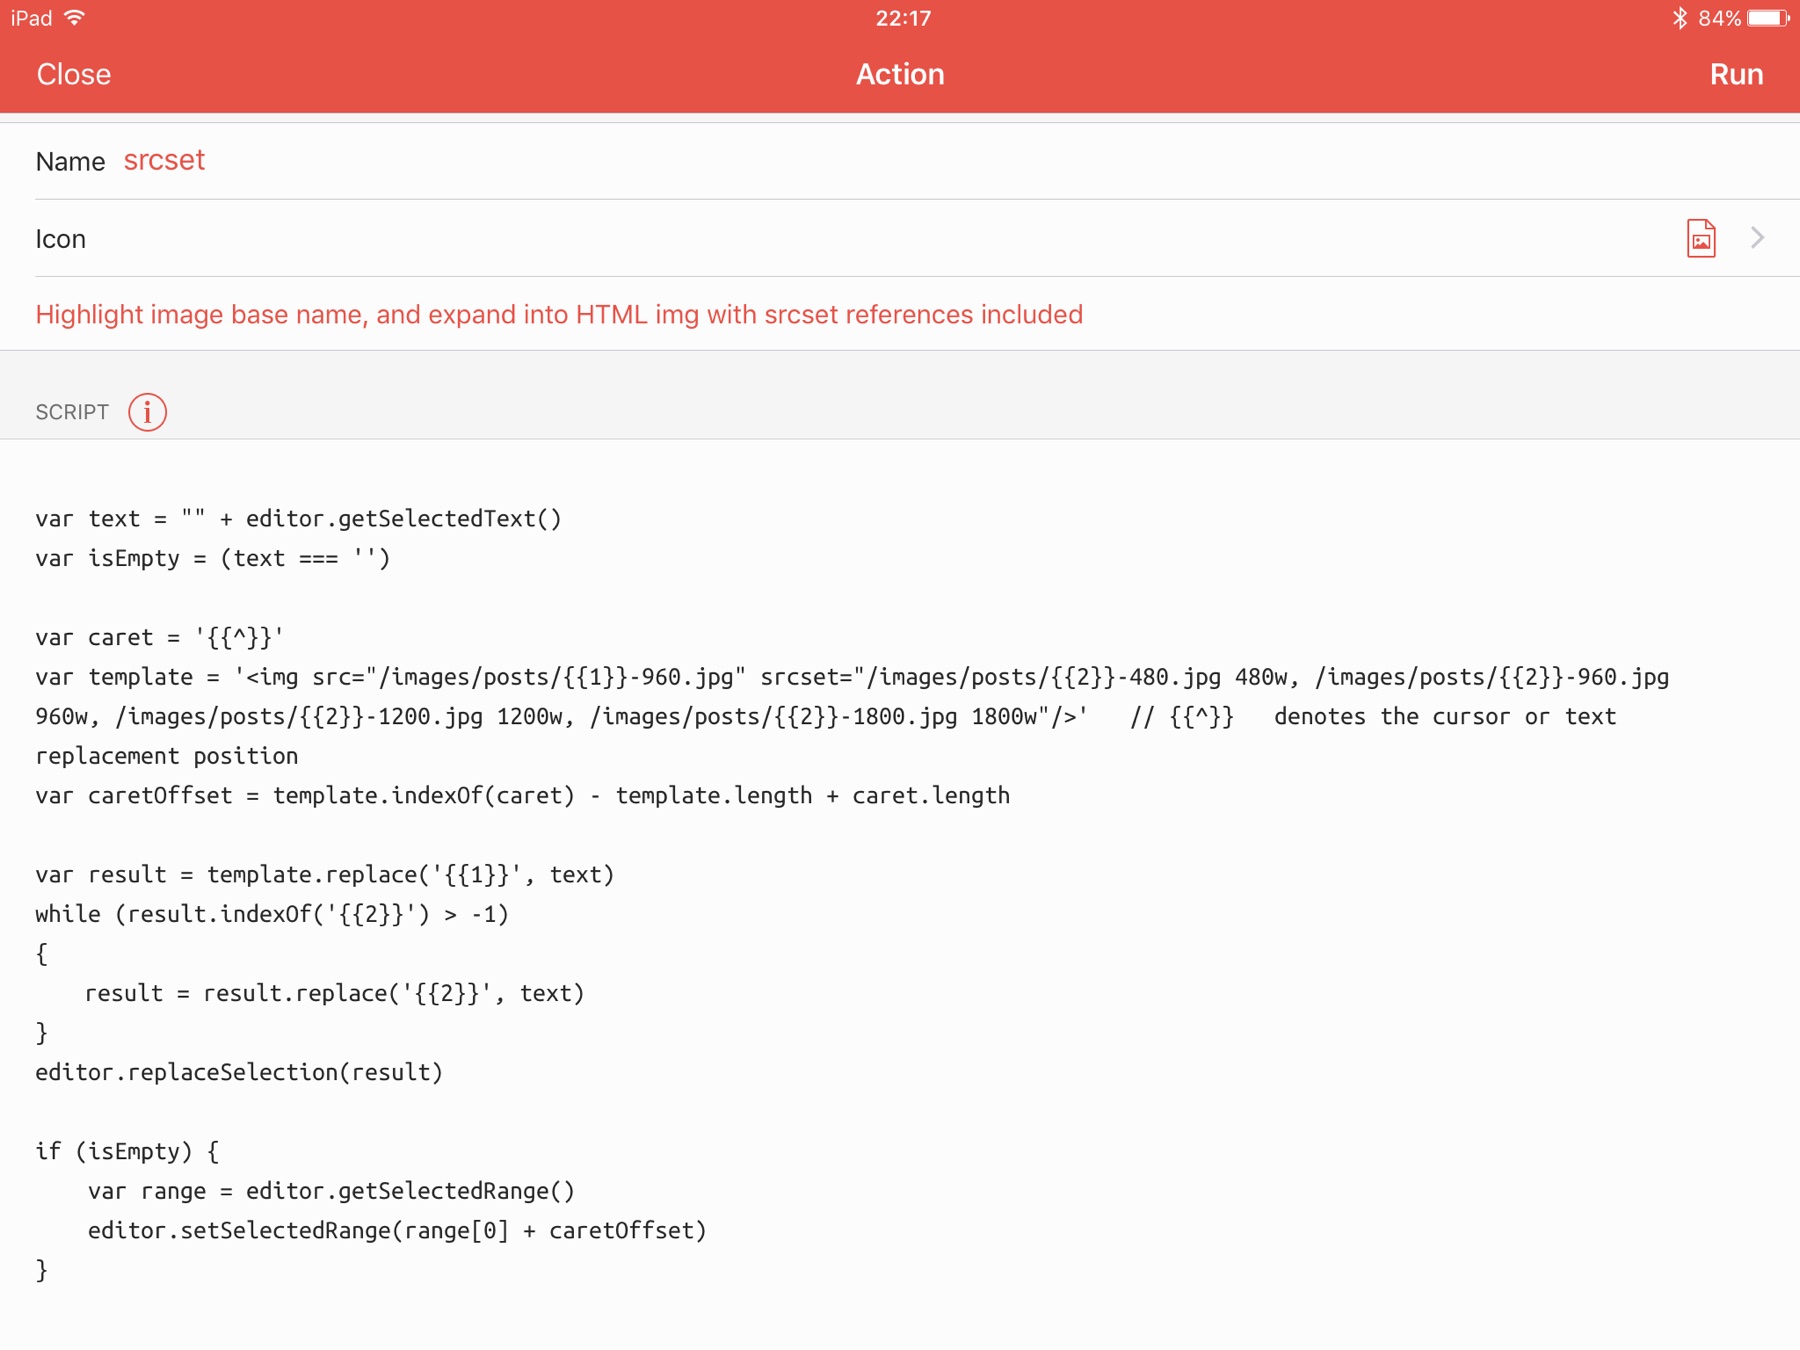 iPad 22:17 84%
Close Action Run
Name srcset
Icon
Highlight image base name, and expand into HTML img with srcset references included
SCRIPT i
var text = "" + editor.getSelectedText()
var isEmpty = (text === '')
var caret = '{{^}}'
var template = '<img src="/images/posts/{{1}}-960.jpg" srcset="/images/posts/{{2}}-480.jpg 480w, /images/posts/{{2}}-960.jpg
960w, /images/posts/{{2}}-1200.jpg 1200w, /images/posts/{{2}}-1800.jpg 1800w"/>'   // {{^}}   denotes the cursor or text
replacement position
var caretOffset = template.indexOf(caret) - template.length + caret.length
var result = template.replace('{{1}}', text)
while (result.indexOf('{{2}}') > -1)
{
    result = result.replace('{{2}}', text)
}
editor.replaceSelection(result)
if (isEmpty) {
    var range = editor.getSelectedRange()
    editor.setSelectedRange(range[0] + caretOffset)
}